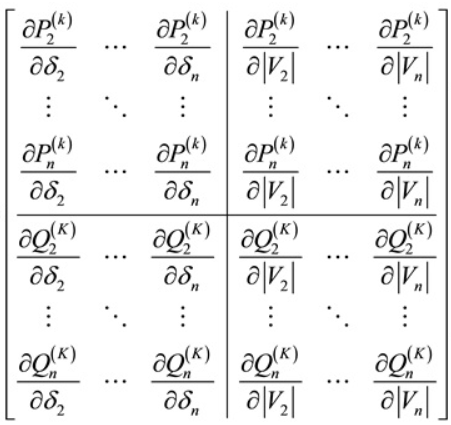 ∂P₂⁽ᵏ⁾/∂δ₂ ⋯ ∂P₂⁽ᵏ⁾/∂δₙ ∂P₂⁽ᵏ⁾/∂|V₂| ⋯ ∂P₂⁽ᵏ⁾/∂|Vₙ|
⋮ ⋱ ⋮ ⋮ ⋱ ⋮
∂Pₙ⁽ᵏ⁾/∂δ₂ ⋯ ∂Pₙ⁽ᵏ⁾/∂δₙ ∂Pₙ⁽ᵏ⁾/∂|V₂| ⋯ ∂Pₙ⁽ᵏ⁾/∂|Vₙ|
∂Q₂⁽ᴷ⁾/∂δ₂ ⋯ ∂Q₂⁽ᴷ⁾/∂δₙ ∂Q₂⁽ᴷ⁾/∂|V₂| ⋯ ∂Q₂⁽ᴷ⁾/∂|Vₙ|
⋮ ⋱ ⋮ ⋮ ⋱ ⋮
∂Qₙ⁽ᴷ⁾/∂δ₂ ⋯ ∂Qₙ⁽ᴷ⁾/∂δₙ ∂Qₙ⁽ᴷ⁾/∂|V₂| ⋯ ∂Qₙ⁽ᴷ⁾/∂|Vₙ|